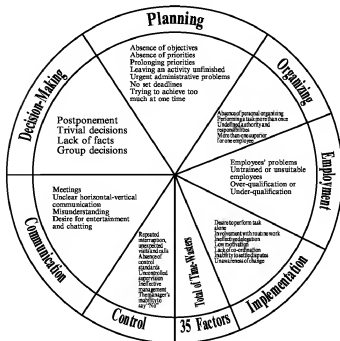 Planning
Absence of objectives
Absence of priorities
Prolonging priorities
Leaving an activity unfinished
Urgent administrative problems
No set deadlines
Trying to achieve too
much at one time
Organizing
Absence of personal organizing
Performing a task more than once
Undefined authority and
responsibilities
More than one superior
for one employee
Employment
Employees' problems
Untrained or unsuitable
employees
Over-qualification or
Under-qualification
Implementation
Desire to perform task
alone
Involvement with routine work
Ineffective delegation
Low motivation
Lack of co-ordination
Inability to settle disputes
Unawareness of change
Total of Time-Wasters
35 Factors
Control
Repeated
interruption,
unexpected
visits and calls
Absence of
control
standards
Uncontrolled
supervision
Ineffective
management
The manager's
inability to
say "No"
Communication
Meetings
Unclear horizontal-vertical
communication
Misunderstanding
Desire for entertainment
and chatting
Decision-Making
Postponement
Trivial decisions
Lack of facts
Group decisions